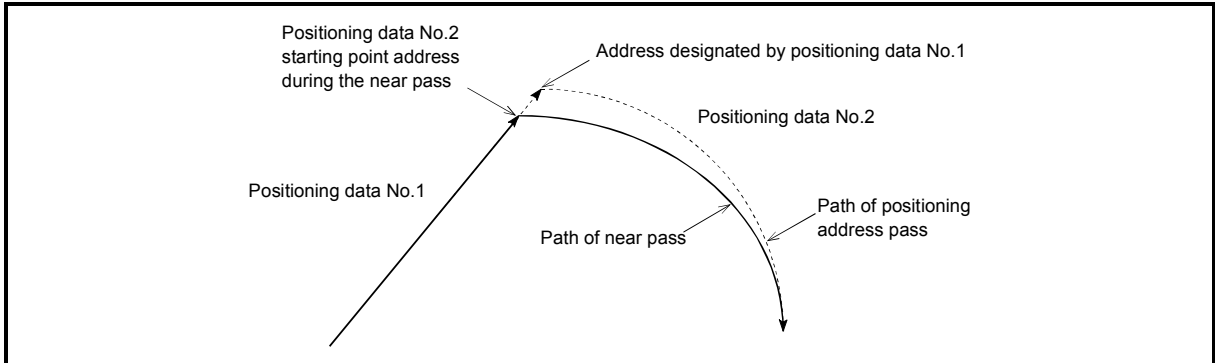 Positioning data No.2
starting point address
during the near pass
Address designated by positioning data No.1
Positioning data No.2
Positioning data No.1
Path of near pass
Path of positioning
address pass